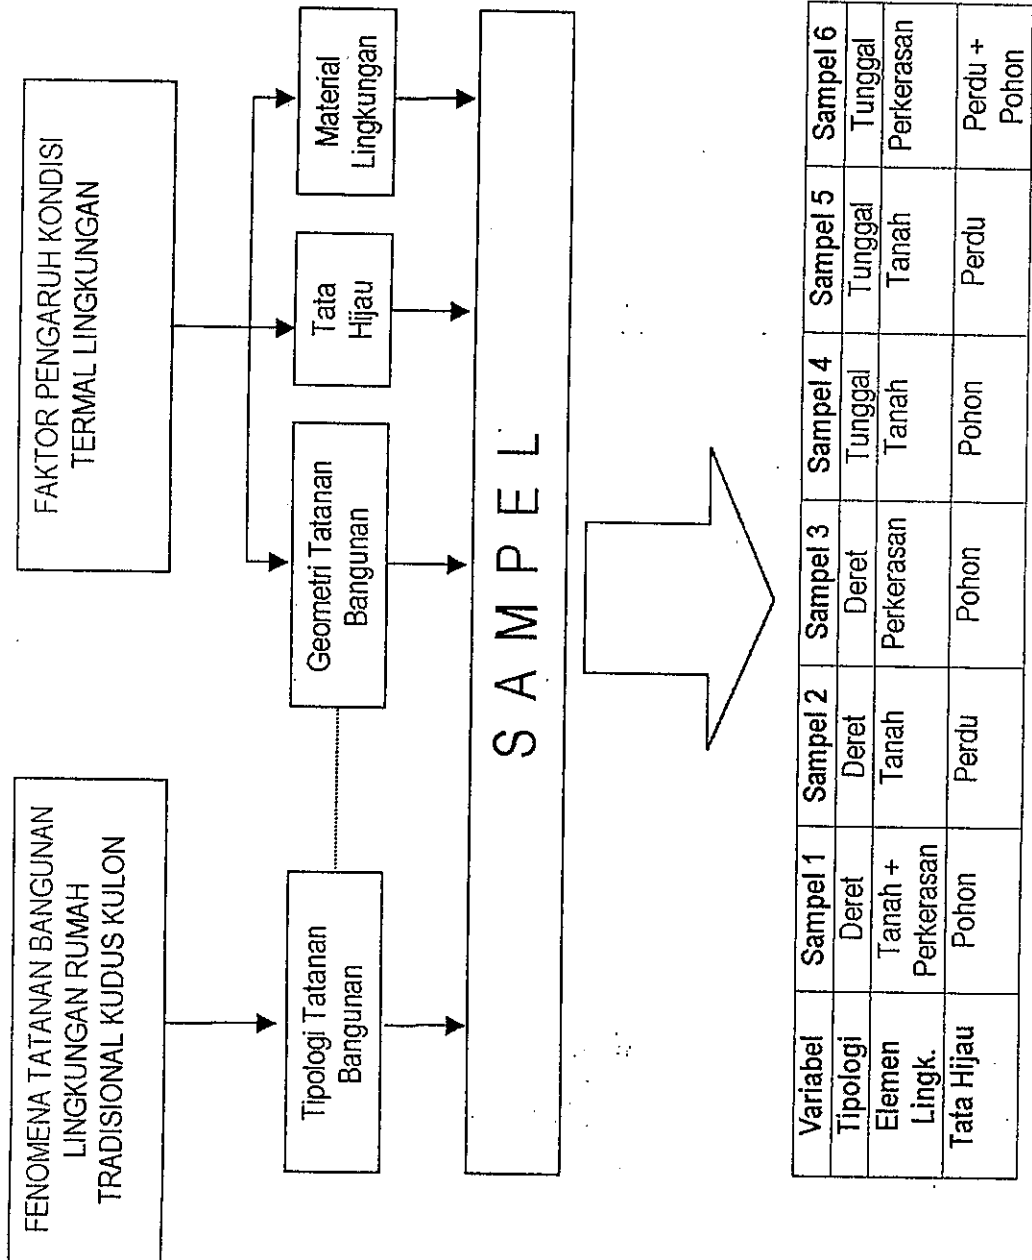 FENOMENA TATANAN BANGUNAN
LINGKUNGAN RUMAH
TRADISIONAL KUDUS KULON
FAKTOR PENGARUH KONDISI
TERMAL LINGKUNGAN
Tipologi Tatanan
Bangunan
Geometri Tatanan
Bangunan
Tata
Hijau
Material
Lingkungan
S A M P E L
Variabel Sampel 1 Sampel 2 Sampel 3 Sampel 4 Sampel 5 Sampel 6
Tipologi Deret Deret Deret Tunggal Tunggal Tunggal
Elemen Tanah + Tanah Perkerasan Tanah Tanah Perkerasan
Lingk. Perkerasan
Tata Hijau Pohon Perdu Pohon Pohon Perdu Perdu +
Pohon